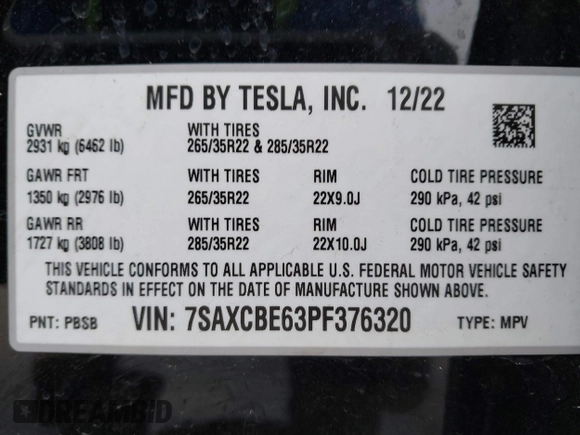 MFD BY TESLA, INC. 12/22
GVWR WITH TIRES
2931 kg (6462 lb) 265/35R22 & 285/35R22
GAWR FRT WITH TIRES RIM COLD TIRE PRESSURE
1350 kg (2976 lb) 265/35R22 22X9.0J 290 kPa, 42 psi
GAWR RR WITH TIRES RIM COLD TIRE PRESSURE
1727 kg (3808 lb) 285/35R22 22X10.0J 290 kPa, 42 psi
THIS VEHICLE CONFORMS TO ALL APPLICABLE U.S. FEDERAL MOTOR VEHICLE SAFETY
STANDARDS IN EFFECT ON THE DATE OF MANUFACTURE SHOWN ABOVE.
PNT: PBSB VIN: 7SAXCBE63PF376320 TYPE: MPV
DREAMBID